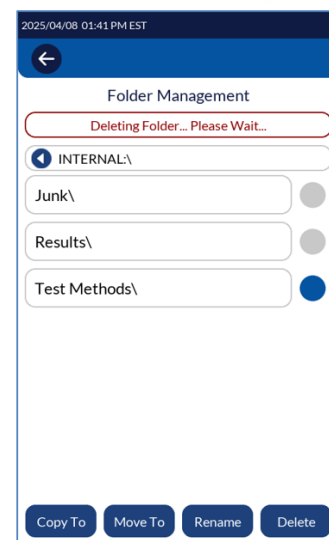 2025/04/08 01:41 PM EST
Folder Management
Deleting Folder... Please Wait...
INTERNAL:\
Junk\
Results\
Test Methods\
Copy To Move To Rename Delete